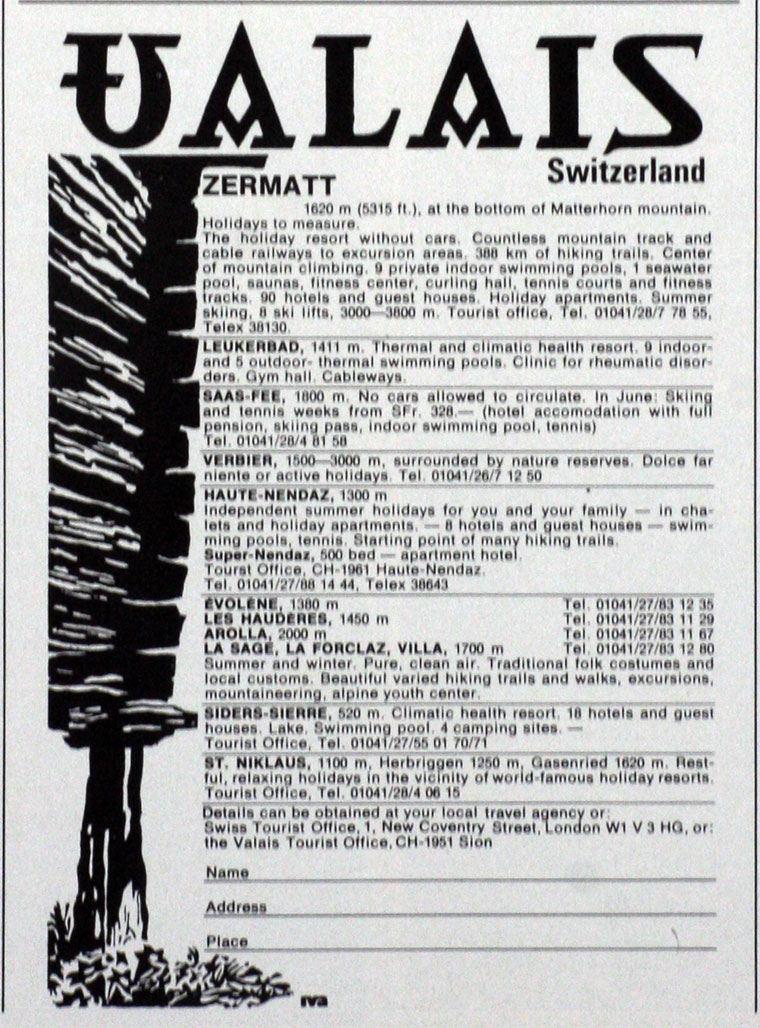 VALAIS
Switzerland
ZERMATT
1620 m (5315 ft.), at the bottom of Matterhorn mountain.
Holidays to measure.
The holiday resort without cars. Countless mountain track and
cable railways to excursion areas. 388 km of hiking trails. Center
of mountain climbing. 9 private indoor swimming pools, 1 seawater
pool, saunas, fitness center, curling hall, tennis courts and fitness
tracks. 90 hotels and guest houses. Holiday apartments. Summer
skiing, 8 ski lifts, 3000—3800 m. Tourist office, Tel. 01041/28/7 78 55,
Telex 38130.
LEUKERBAD, 1411 m. Thermal and climatic health resort. 9 indoor-
and 5 outdoor- thermal swimming pools. Clinic for rheumatic disor-
ders. Gym hall. Cableways.
SAAS-FEE, 1800 m. No cars allowed to circulate. In June: Skiing
and tennis weeks from SFr. 328.— (hotel accomodation with full
pension, skiing pass, indoor swimming pool, tennis)
Tel. 01041/28/4 81 58
VERBIER, 1500—3000 m, surrounded by nature reserves. Dolce far
niente or active holidays. Tel. 01041/26/7 12 50
HAUTE-NENDAZ, 1300 m
Independent summer holidays for you and your family — in cha-
lets and holiday apartments. — 8 hotels and guest houses — swim-
ming pools, tennis. Starting point of many hiking trails.
Super-Nendaz, 500 bed — apartment hotel.
Tourst Office, CH-1961 Haute-Nendaz.
Tel. 01041/27/88 14 44, Telex 38643
ÉVOLÈNE, 1380 m Tel. 01041/27/83 12 35
LES HAUDÈRES, 1450 m Tel. 01041/27/83 11 29
AROLLA, 2000 m Tel. 01041/27/83 11 67
LA SAGE, LA FORCLAZ, VILLA, 1700 m Tel. 01041/27/83 12 80
Summer and winter. Pure, clean air. Traditional folk costumes and
local customs. Beautiful varied hiking trails and walks, excursions,
mountaineering, alpine youth center.
SIDERS-SIERRE, 520 m. Climatic health resort. 18 hotels and guest
houses. Lake. Swimming pool. 4 camping sites. —
Tourist Office, Tel. 01041/27/55 01 70/71
ST. NIKLAUS, 1100 m, Herbriggen 1250 m, Gasenried 1620 m. Rest-
ful, relaxing holidays in the vicinity of world-famous holiday resorts.
Tourist Office, Tel. 01041/28/4 06 15
Details can be obtained at your local travel agency or:
Swiss Tourist Office, 1, New Coventry Street, London W1 V 3 HG, or:
the Valais Tourist Office, CH-1951 Sion
Name
Address
Place